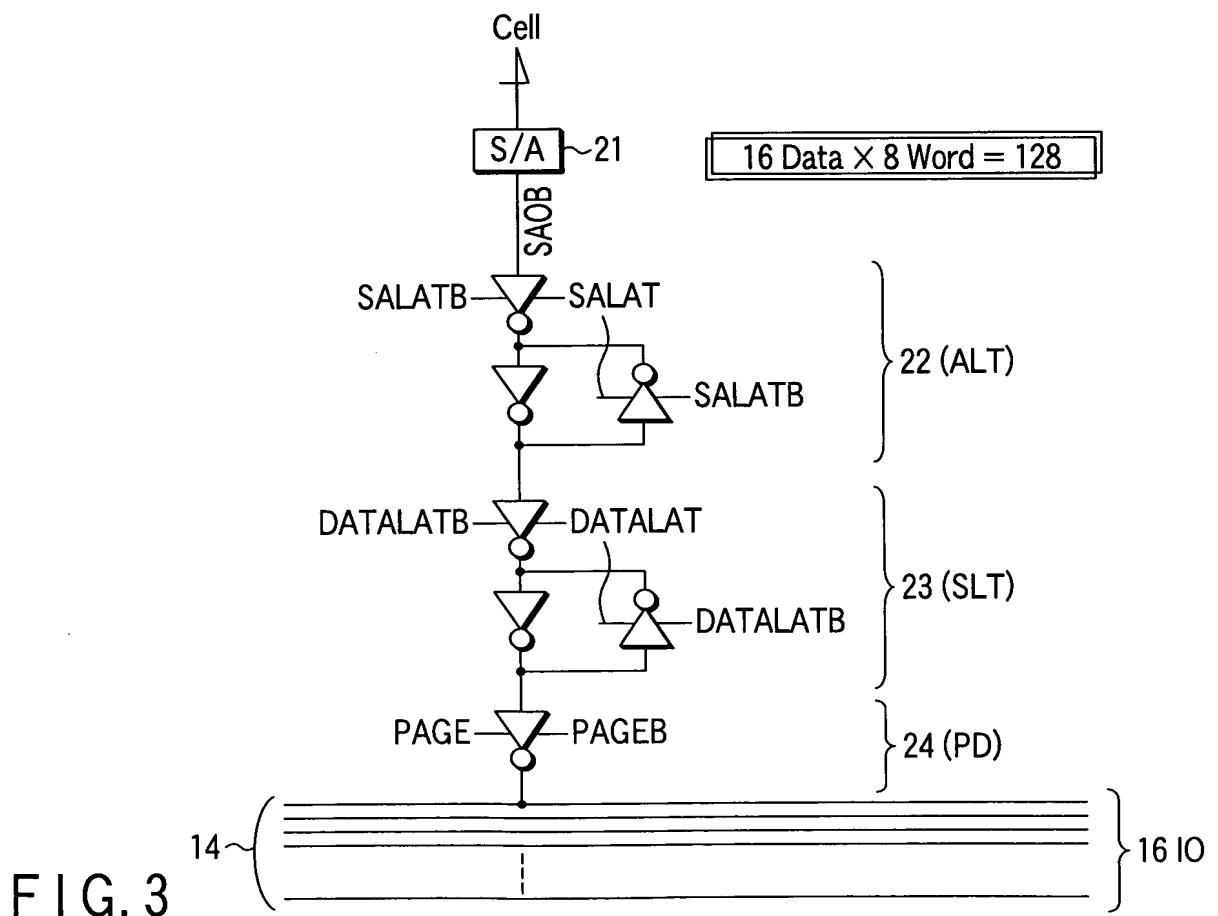 Cell
S/A 21
16 Data × 8 Word = 128
SAOB
SALATB SALAT
22 (ALT)
SALATB
DATALATB DATALAT
23 (SLT)
DATALATB
PAGE PAGEB
24 (PD)
14
16 IO
FIG. 3